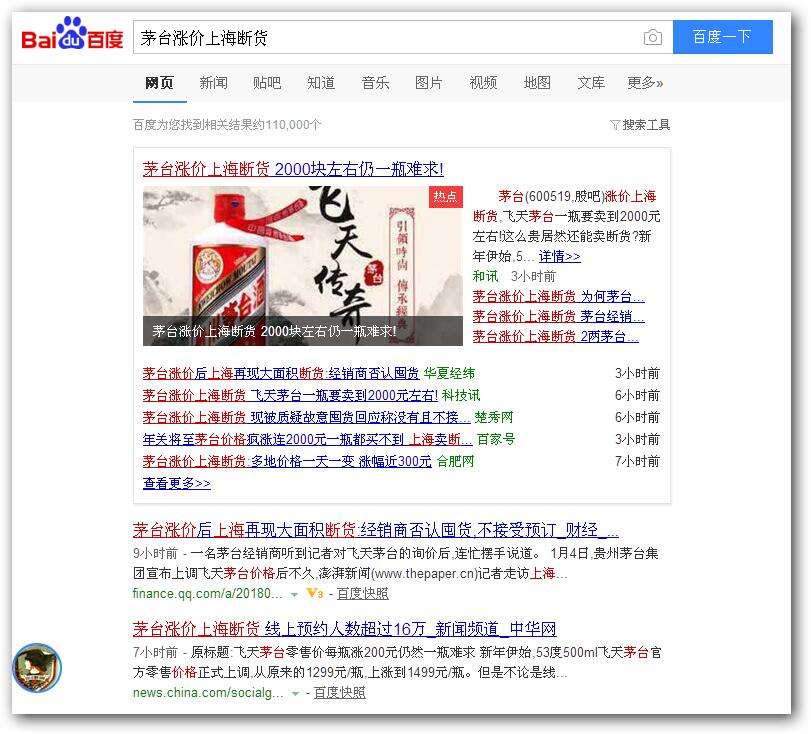 Bai du 百度
茅台涨价上海断货
百度一下
网页 新闻 贴吧 知道 音乐 图片 视频 地图 文库 更多»
百度为您找到相关结果约110,000个
搜索工具
茅台涨价上海断货 2000块左右仍一瓶难求!
热点
飞天传奇
茅台
引领时尚 傳承經典
茅台涨价上海断货 2000块左右仍一瓶难求!
茅台(600519,股吧)涨价上海
断货,飞天茅台一瓶要卖到2000元
左右!这么贵居然还能卖断货?新
年伊始,5... 详情>>
和讯 3小时前
茅台涨价上海断货 为何茅台...
茅台涨价上海断货 茅台经销...
茅台涨价上海断货 2两茅台...
茅台涨价后上海再现大面积断货:经销商否认囤货 华夏经纬 3小时前
茅台涨价上海断货 飞天茅台一瓶要卖到2000元左右! 科技讯 6小时前
茅台涨价上海断货 现被质疑故意囤货回应称没有且不接... 楚秀网 6小时前
年关将至茅台价格疯涨连2000元一瓶都买不到 上海卖断... 百家号 3小时前
茅台涨价上海断货:多地价格一天一变 涨幅近300元 合肥网 7小时前
查看更多>>
茅台涨价后上海再现大面积断货:经销商否认囤货,不接受预订_财经_...
9小时前 - 一名茅台经销商听到记者对飞天茅台的询价后,连忙摆手说道。 1月4日,贵州茅台集
团宣布上调飞天茅台价格后不久,澎湃新闻(www.thepaper.cn)记者走访上海...
finance.qq.com/a/20180... V3 - 百度快照
茅台涨价上海断货 线上预约人数超过16万_新闻频道_中华网
7小时前 - 原标题:飞天茅台零售价每瓶涨200元仍然一瓶难求 新年伊始,53度500ml飞天茅台官
方零售价格正式上调,从原来的1299元/瓶,上涨到1499元/瓶。但是不论是线...
news.china.com/socialg... - 百度快照